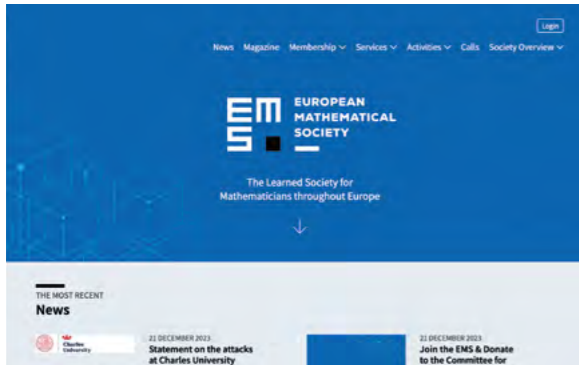 Login
News Magazine Membership Services Activities Calls Society Overview
EMS
EUROPEAN
MATHEMATICAL
SOCIETY
The Learned Society for
Mathematicians throughout Europe
THE MOST RECENT
News
Charles
University
21 DECEMBER 2023
Statement on the attacks
at Charles University
21 DECEMBER 2023
Join the EMS & Donate
to the Committee for